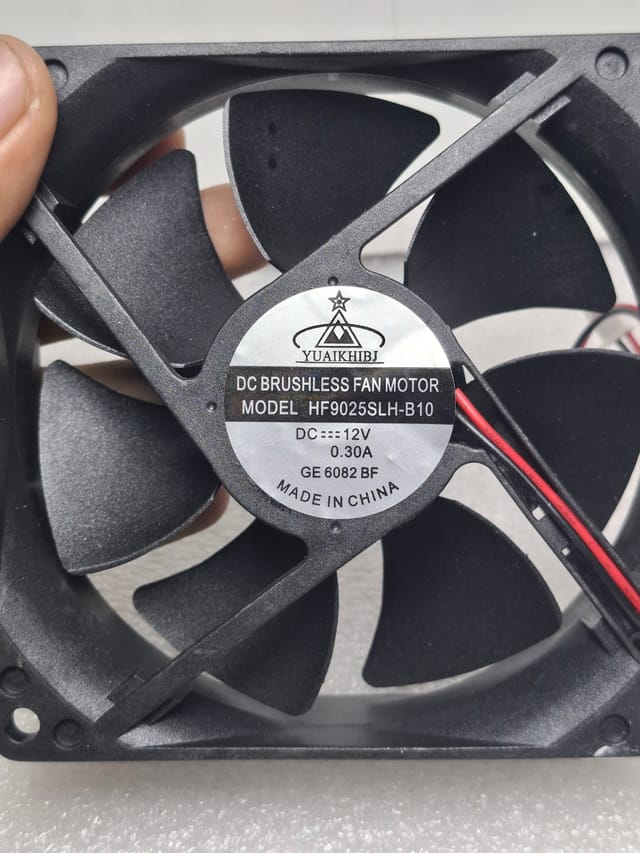 YUAIKHIBJ
DC BRUSHLESS FAN MOTOR
MODEL HF9025SLH-B10
DC⎓12V
0.30A
GE 6082 BF
MADE IN CHINA